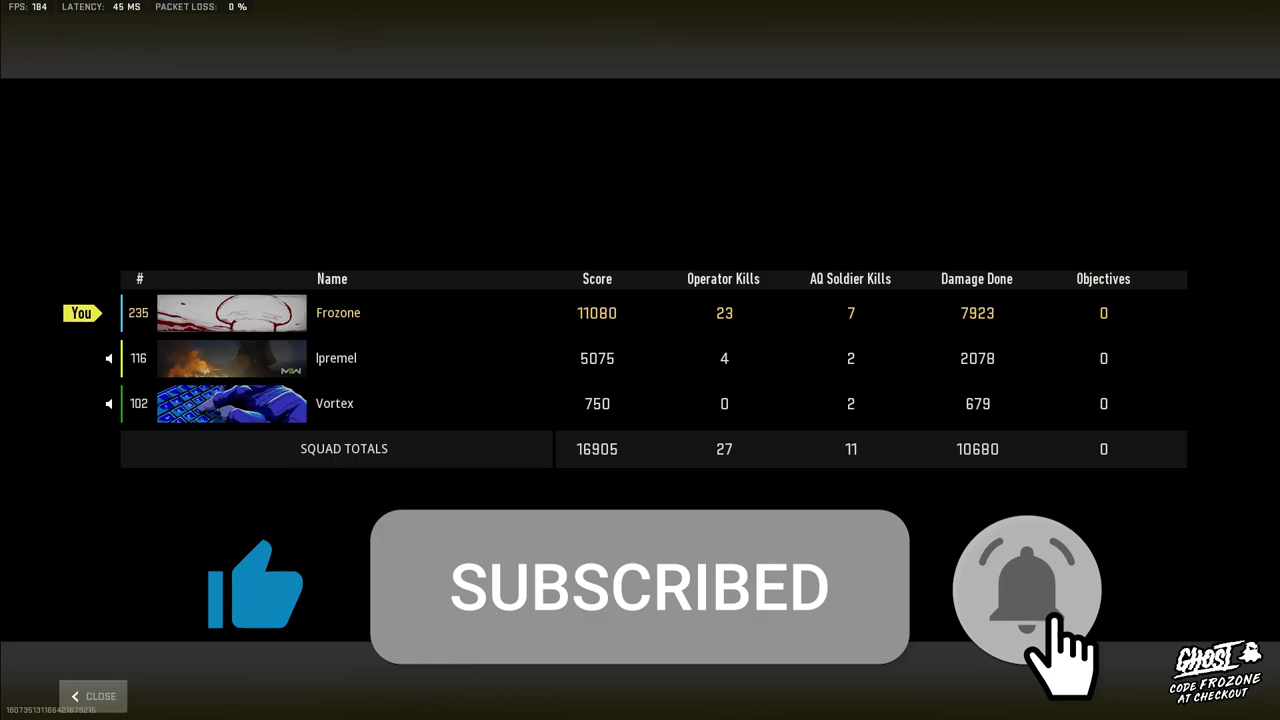 FPS: 184 LATENCY: 45 MS PACKET LOSS: 0 %
# Name Score Operator Kills AQ Soldier Kills Damage Done Objectives
You 235 Frozone 11080 23 7 7923 0
116 MW lpremel 5075 4 2 2078 0
102 Vortex 750 0 2 679 0
SQUAD TOTALS 16905 27 11 10680 0
SUBSCRIBED
GHOST
CODE FROZONE
AT CHECKOUT
CLOSE